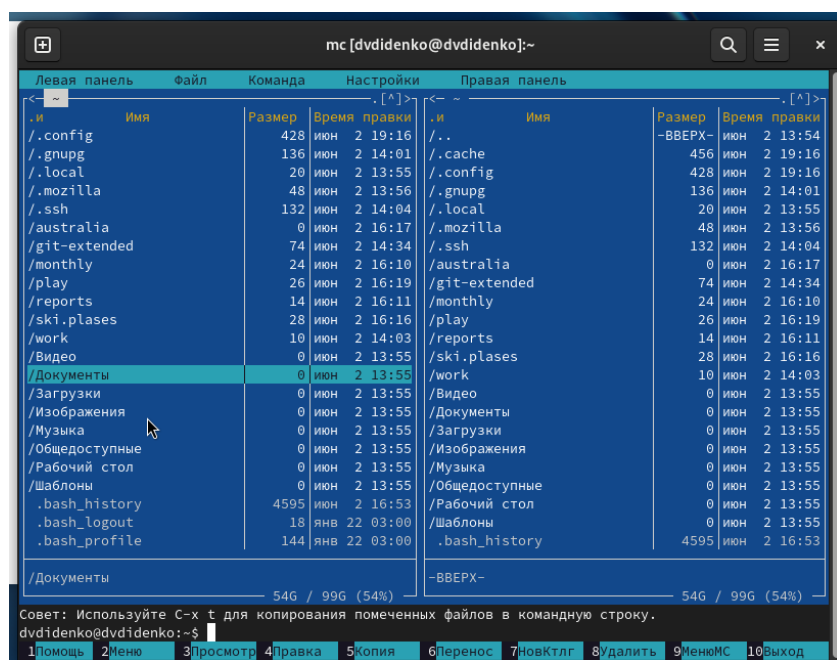 mc [dvdidenko@dvdidenko]:~
Левая панель Файл Команда Настройки Правая панель
<— ~ —.[^]>
.и Имя Размер Время правки
/.config 428 июн 2 19:16
/.gnupg 136 июн 2 14:01
/.local 20 июн 2 13:55
/.mozilla 48 июн 2 13:56
/.ssh 132 июн 2 14:04
/australia 0 июн 2 16:17
/git-extended 74 июн 2 14:34
/monthly 24 июн 2 16:10
/play 26 июн 2 16:19
/reports 14 июн 2 16:11
/ski.plases 28 июн 2 16:16
/work 10 июн 2 14:03
/Видео 0 июн 2 13:55
/Документы 0 июн 2 13:55
/Загрузки 0 июн 2 13:55
/Изображения 0 июн 2 13:55
/Музыка 0 июн 2 13:55
/Общедоступные 0 июн 2 13:55
/Рабочий стол 0 июн 2 13:55
/Шаблоны 0 июн 2 13:55
.bash_history 4595 июн 2 16:53
.bash_logout 18 янв 22 03:00
.bash_profile 144 янв 22 03:00
/Документы
54G / 99G (54%)
<— ~ —.[^]>
.и Имя Размер Время правки
/.. -ВВЕРХ- июн 2 13:54
/.cache 456 июн 2 19:16
/.config 428 июн 2 19:16
/.gnupg 136 июн 2 14:01
/.local 20 июн 2 13:55
/.mozilla 48 июн 2 13:56
/.ssh 132 июн 2 14:04
/australia 0 июн 2 16:17
/git-extended 74 июн 2 14:34
/monthly 24 июн 2 16:10
/play 26 июн 2 16:19
/reports 14 июн 2 16:11
/ski.plases 28 июн 2 16:16
/work 10 июн 2 14:03
/Видео 0 июн 2 13:55
/Документы 0 июн 2 13:55
/Загрузки 0 июн 2 13:55
/Изображения 0 июн 2 13:55
/Музыка 0 июн 2 13:55
/Общедоступные 0 июн 2 13:55
/Рабочий стол 0 июн 2 13:55
/Шаблоны 0 июн 2 13:55
.bash_history 4595 июн 2 16:53
-ВВЕРХ-
54G / 99G (54%)
Совет: Используйте C-x t для копирования помеченных файлов в командную строку.
dvdidenko@dvdidenko:~$
1Помощь 2Меню 3Просмотр 4Правка 5Копия 6Перенос 7НовКтлг 8Удалить 9МенюМС 10Выход